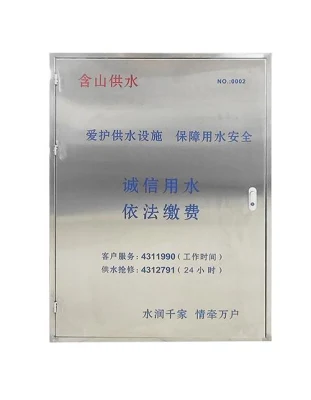 含山供水
NO.:0002
爱护供水设施 保障用水安全
诚信用水
依法缴费
客户服务:4311990(工作时间)
供水抢修:4312791(24小时)
水润千家 情牵万户